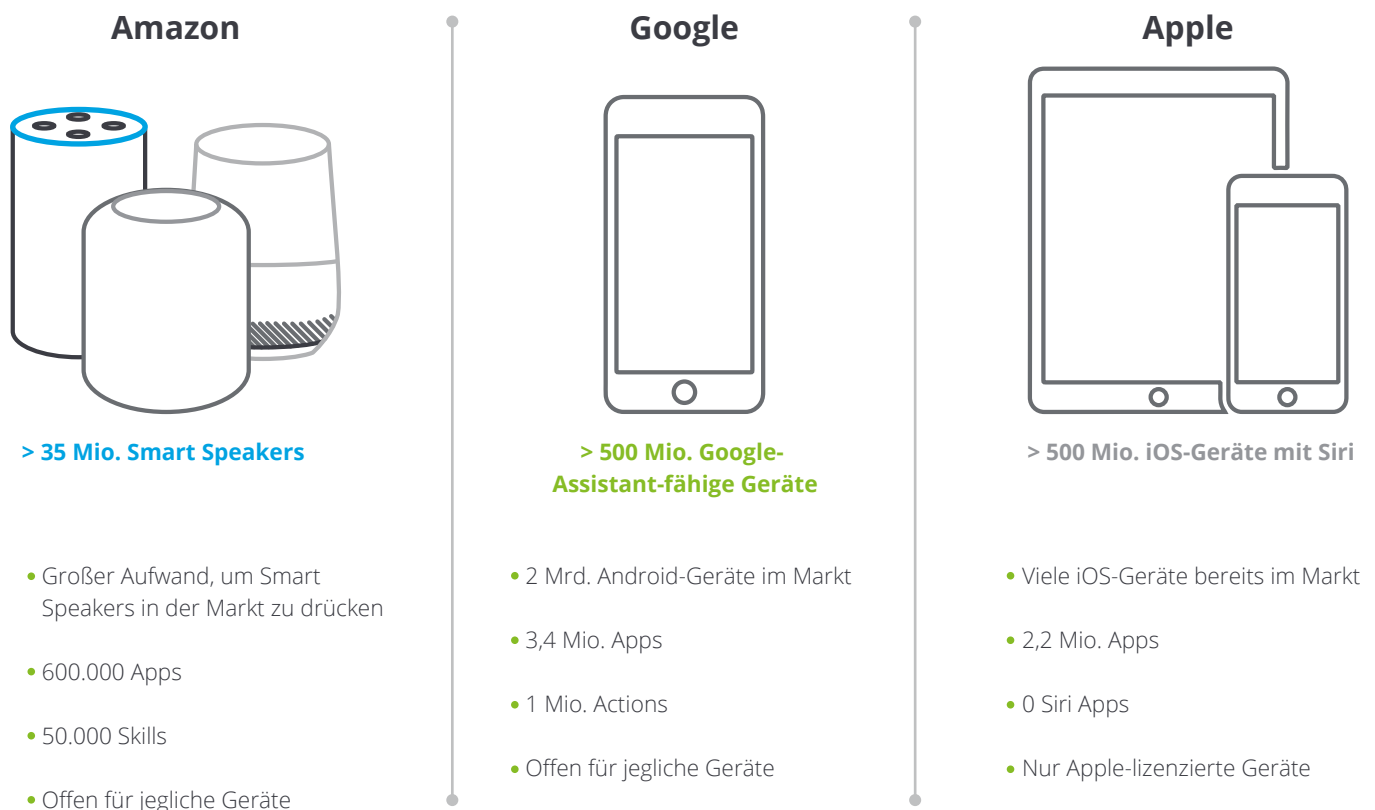 Amazon
> 35 Mio. Smart Speakers
• Großer Aufwand, um Smart
Speakers in der Markt zu drücken
• 600.000 Apps
• 50.000 Skills
• Offen für jegliche Geräte
Google
> 500 Mio. Google-
Assistant-fähige Geräte
• 2 Mrd. Android-Geräte im Markt
• 3,4 Mio. Apps
• 1 Mio. Actions
• Offen für jegliche Geräte
Apple
> 500 Mio. iOS-Geräte mit Siri
• Viele iOS-Geräte bereits im Markt
• 2,2 Mio. Apps
• 0 Siri Apps
• Nur Apple-lizenzierte Geräte